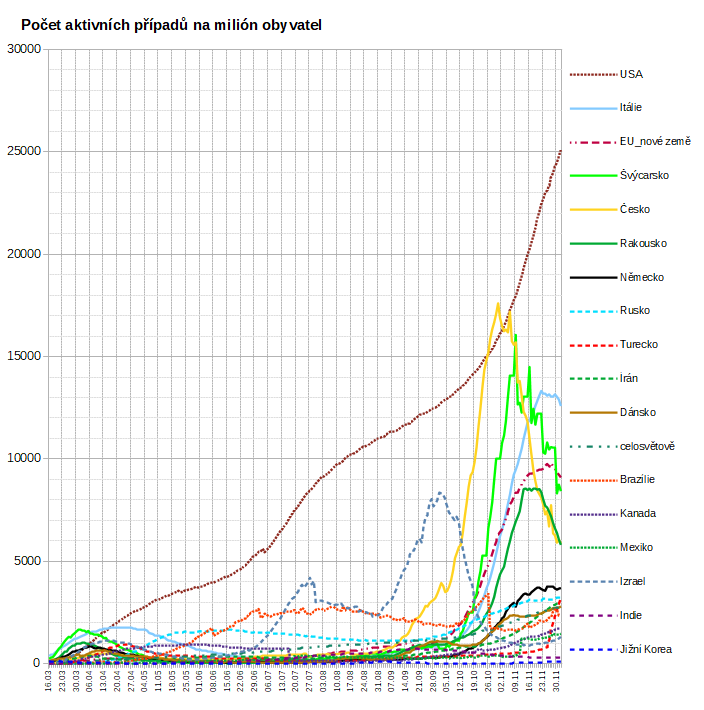 Počet aktivních případů na milión obyvatel
30000
25000
20000
15000
10000
5000
0
USA
Itálie
EU_nové země
Švýcarsko
Česko
Rakousko
Německo
Rusko
Turecko
Írán
Dánsko
celosvětově
Brazílie
Kanada
Mexiko
Izrael
Indie
Jižní Korea
16.03
23.03
30.03
06.04
13.04
20.04
27.04
04.05
11.05
18.05
25.05
01.06
08.06
15.06
22.06
29.06
06.07
13.07
20.07
27.07
03.08
10.08
17.08
24.08
31.08
07.09
14.09
21.09
28.09
05.10
12.10
19.10
26.10
02.11
09.11
16.11
23.11
30.11